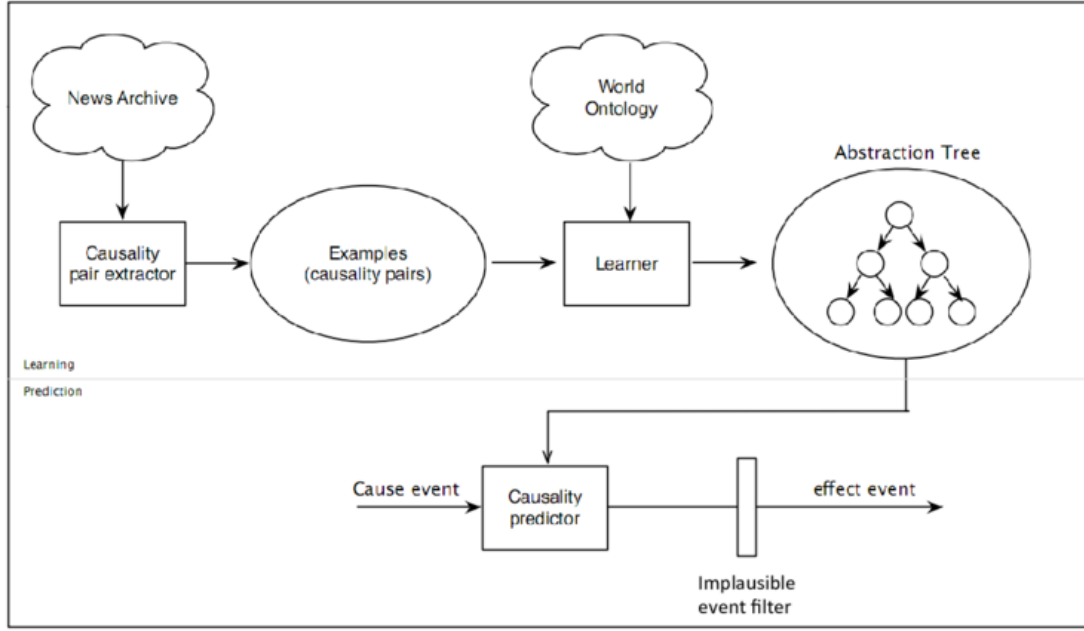 News Archive
World
Ontology
Abstraction Tree
Causality
pair extractor
Examples
(causality pairs)
Learner
Learning
Prediction
Cause event
Causality
predictor
effect event
Implausible
event filter